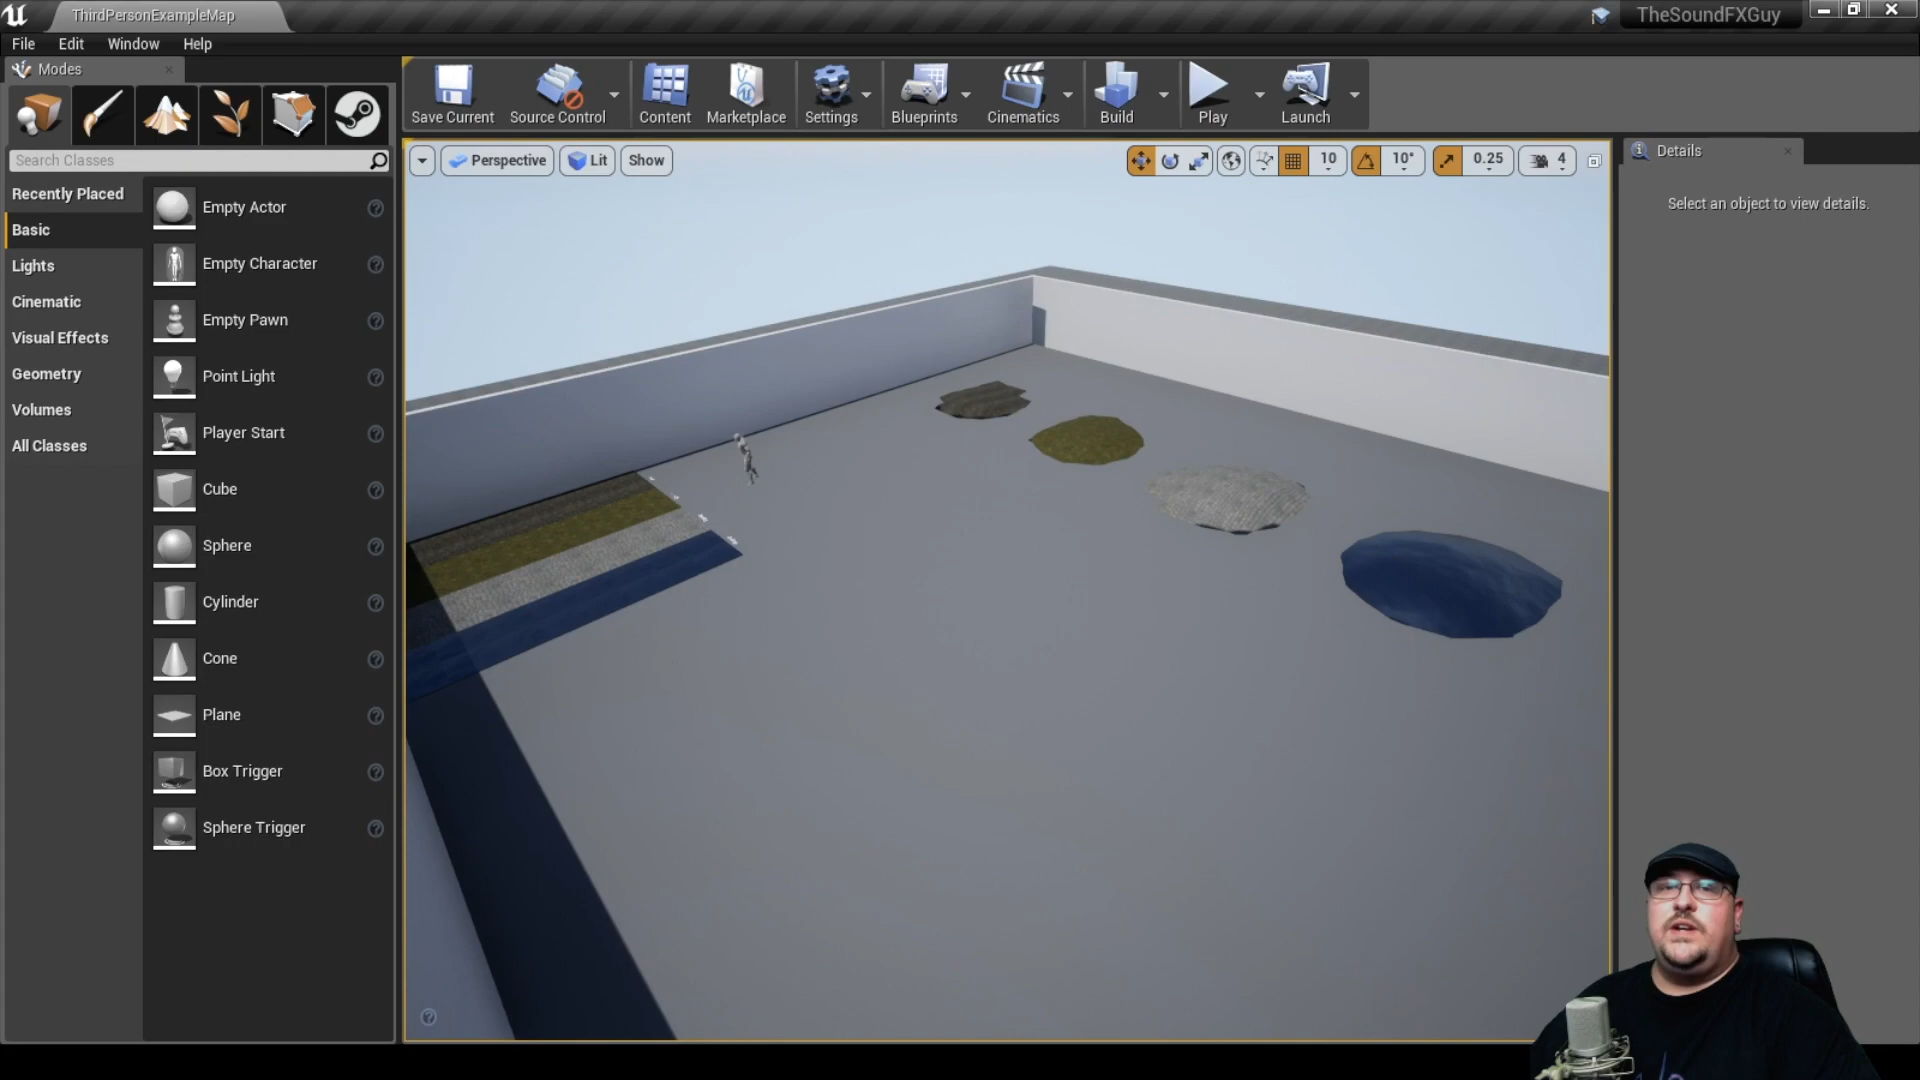 ThirdPersonExampleMap
TheSoundFXGuy
File Edit Window Help
Modes
Save Current
Source Control
Content
Marketplace
Settings
Blueprints
Cinematics
Build
Play
Launch
Search Classes
Recently Placed
Basic
Lights
Cinematic
Visual Effects
Geometry
Volumes
All Classes
Empty Actor
Empty Character
Empty Pawn
Point Light
Player Start
Cube
Sphere
Cylinder
Cone
Plane
Box Trigger
Sphere Trigger
Perspective
Lit
Show
10
10°
0.25
4
Details
Select an object to view details.